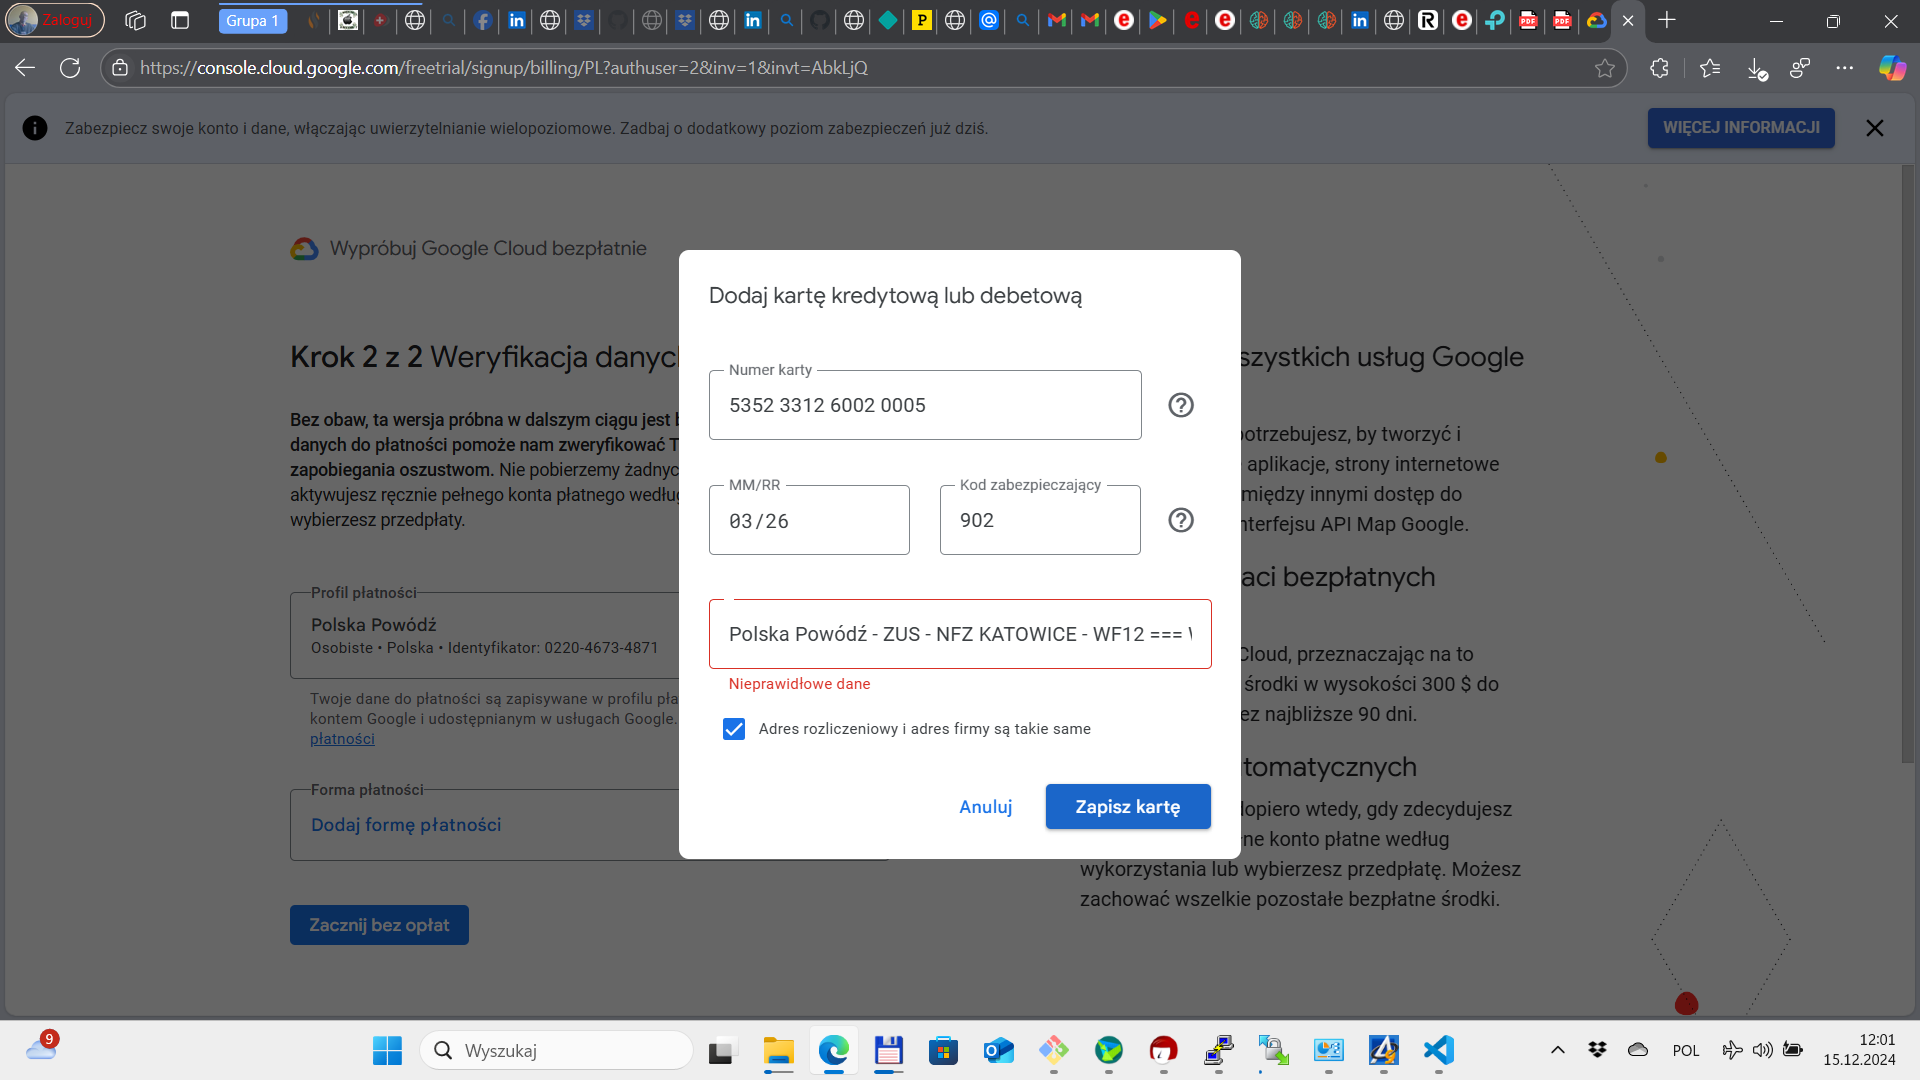 Zaloguj
Grupa 1
https://console.cloud.google.com/freetrial/signup/billing/PL?authuser=2&inv=1&invt=AbkLjQ
Zabezpiecz swoje konto i dane, włączając uwierzytelnianie wielopoziomowe. Zadbaj o dodatkowy poziom zabezpieczeń już dziś.
WIĘCEJ INFORMACJI
Wypróbuj Google Cloud bezpłatnie
Krok 2 z 2 Weryfikacja danych
Bez obaw, ta wersja próbna w dalszym ciągu jest b
danych do płatności pomoże nam zweryfikować T
zapobiegania oszustwom. Nie pobierzemy żadnyc
aktywujesz ręcznie pełnego konta płatnego według
wybierzesz przedpłaty.
Profil płatności
Polska Powódź
Osobiste • Polska • Identyfikator: 0220-4673-4871
Twoje dane do płatności są zapisywane w profilu pła
kontem Google i udostępnianym w usługach Google.
płatności
Forma płatności
Dodaj formę płatności
Zacznij bez opłat
Dodaj kartę kredytową lub debetową
Numer karty
5352 3312 6002 0005
MM/RR
03/26
Kod zabezpieczający
902
Polska Powódź - ZUS - NFZ KATOWICE - WF12 ===
Nieprawidłowe dane
Adres rozliczeniowy i adres firmy są takie same
Anuluj
Zapisz kartę
szystkich usług Google
potrzebujesz, by tworzyć i
aplikacje, strony internetowe
między innymi dostęp do
nterfejsu API Map Google.
aci bezpłatnych
Cloud, przeznaczając na to
środki w wysokości 300 $ do
ez najbliższe 90 dni.
tomatycznych
dopiero wtedy, gdy zdecydujesz
ne konto płatne według
wykorzystania lub wybierzesz przedpłatę. Możesz
zachować wszelkie pozostałe bezpłatne środki.
9
Wyszukaj
POL
12:01
15.12.2024